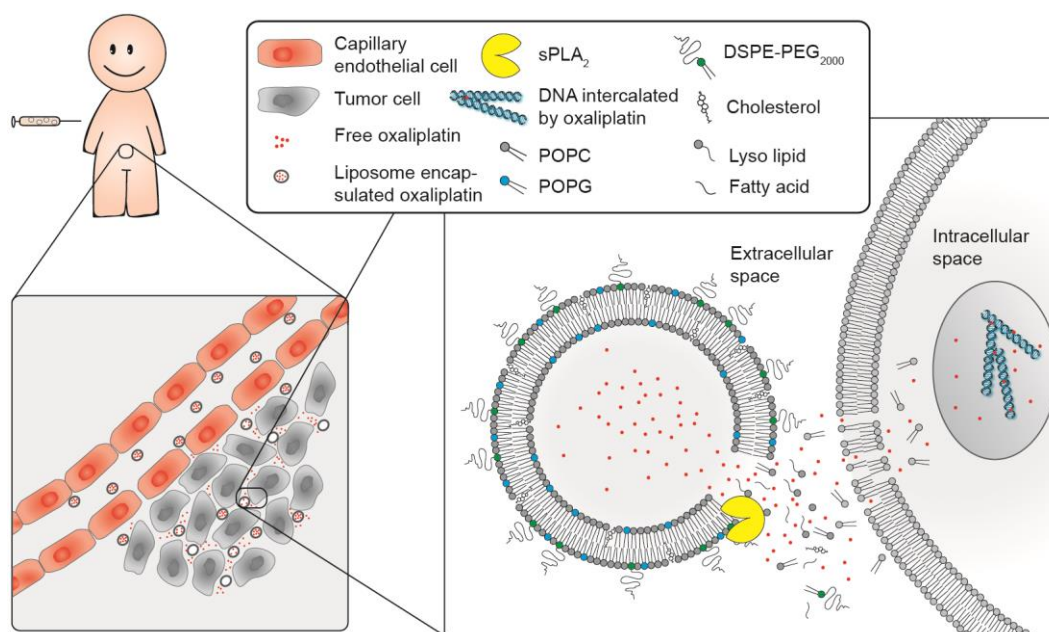 Capillary
endothelial cell
Tumor cell
Free oxaliplatin
Liposome encap-
sulated oxaliplatin
sPLA2
DNA intercalated
by oxaliplatin
POPC
POPG
DSPE-PEG2000
Cholesterol
Lyso lipid
Fatty acid
Extracellular
space
Intracellular
space